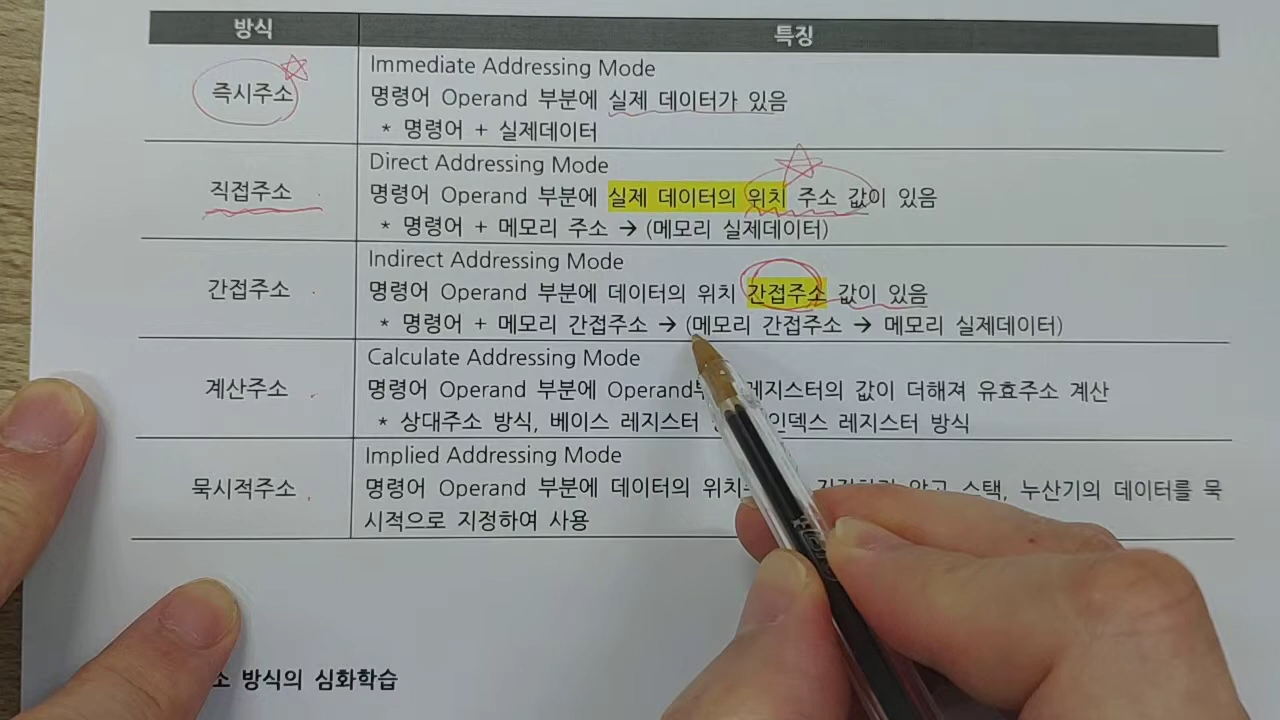 방식 특징
즉시주소
Immediate Addressing Mode
명령어 Operand 부분에 실제 데이터가 있음
* 명령어 + 실제데이터
직접주소
Direct Addressing Mode
명령어 Operand 부분에 실제 데이터의 위치 주소 값이 있음
* 명령어 + 메모리 주소 → (메모리 실제데이터)
간접주소
Indirect Addressing Mode
명령어 Operand 부분에 데이터의 위치 간접주소 값이 있음
* 명령어 + 메모리 간접주소 → (메모리 간접주소 → 메모리 실제데이터)
계산주소
Calculate Addressing Mode
명령어 Operand 부분에 Operand부 레지스터의 값이 더해져 유효주소 계산
* 상대주소 방식, 베이스 레지스터 인덱스 레지스터 방식
묵시적주소
Implied Addressing Mode
명령어 Operand 부분에 데이터의 위치 않고 스택, 누산기의 데이터를 묵
시적으로 지정하여 사용
방식의 심화학습